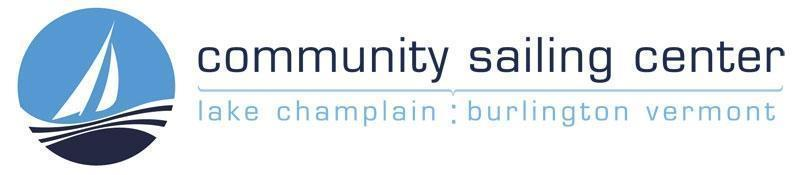 community sailing center
lake champlain : burlington vermont